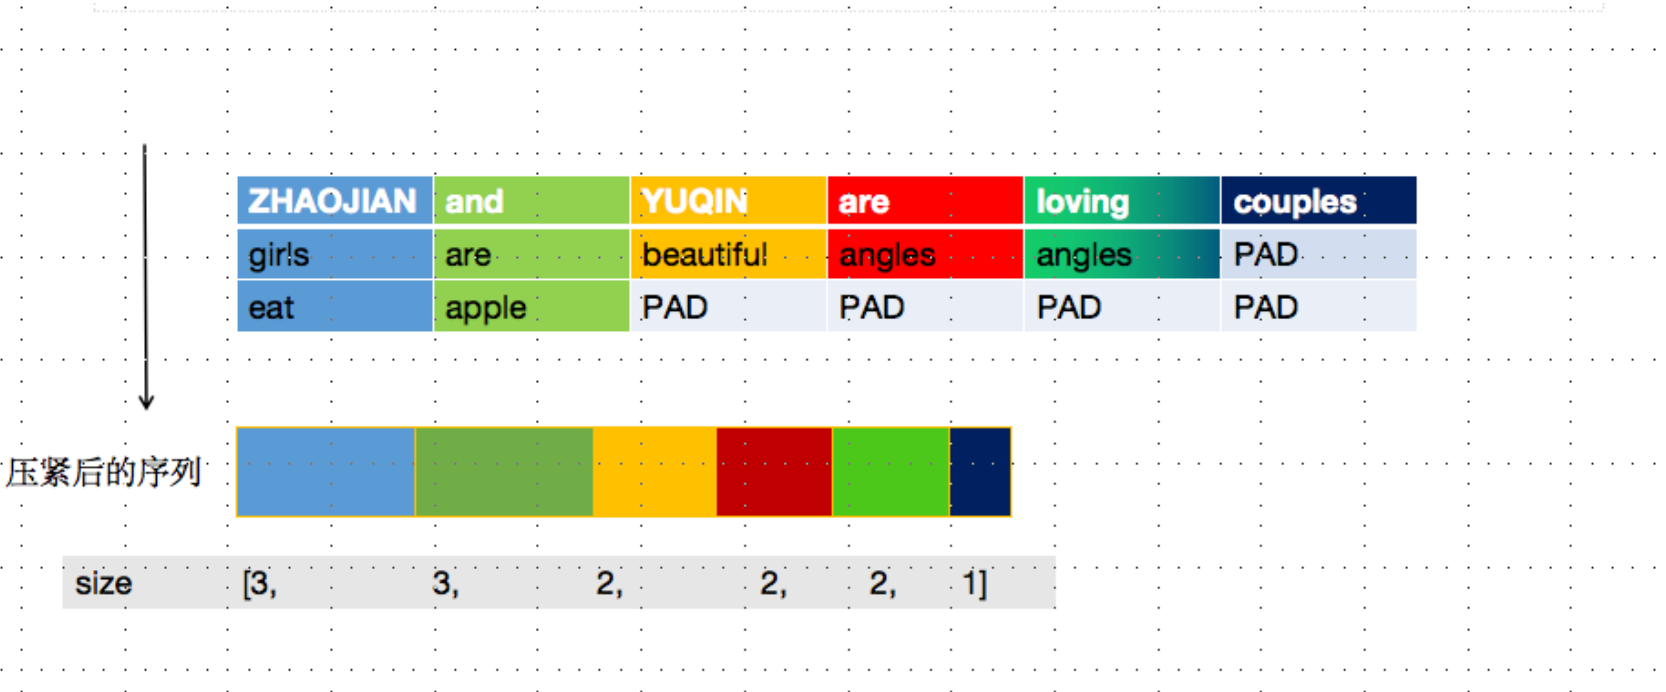 ZHAOJIAN and YUQIN are loving couples
girls are beautiful angles angles PAD
eat apple PAD PAD PAD PAD
压紧后的序列
size [3, 3, 2, 2, 2, 1]